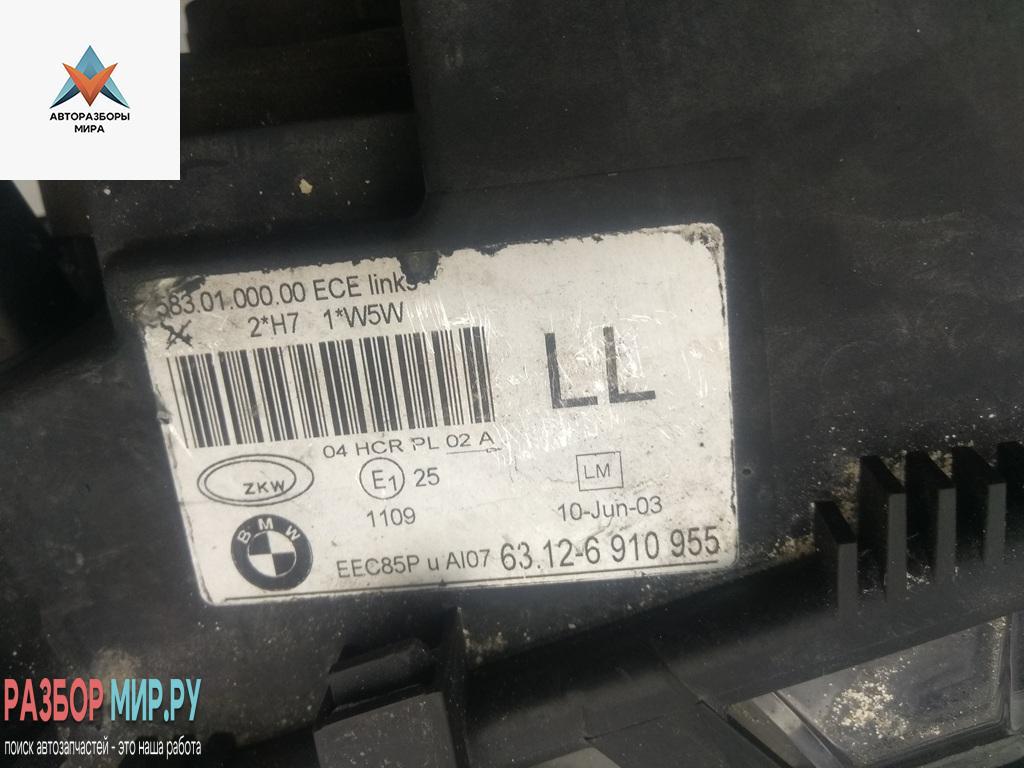 АВТОРАЗБОРЫ
МИРА
583.01.000.00 ECE links
2*H7 1*W5W
LL
04 HCR PL 02 A
ZKW
E1 25
LM
1109
10-Jun-03
BMW
EEC85P u AI07 63.12-6 910 955
РАЗБОРМИР.РУ
поиск автозапчастей - это наша работа